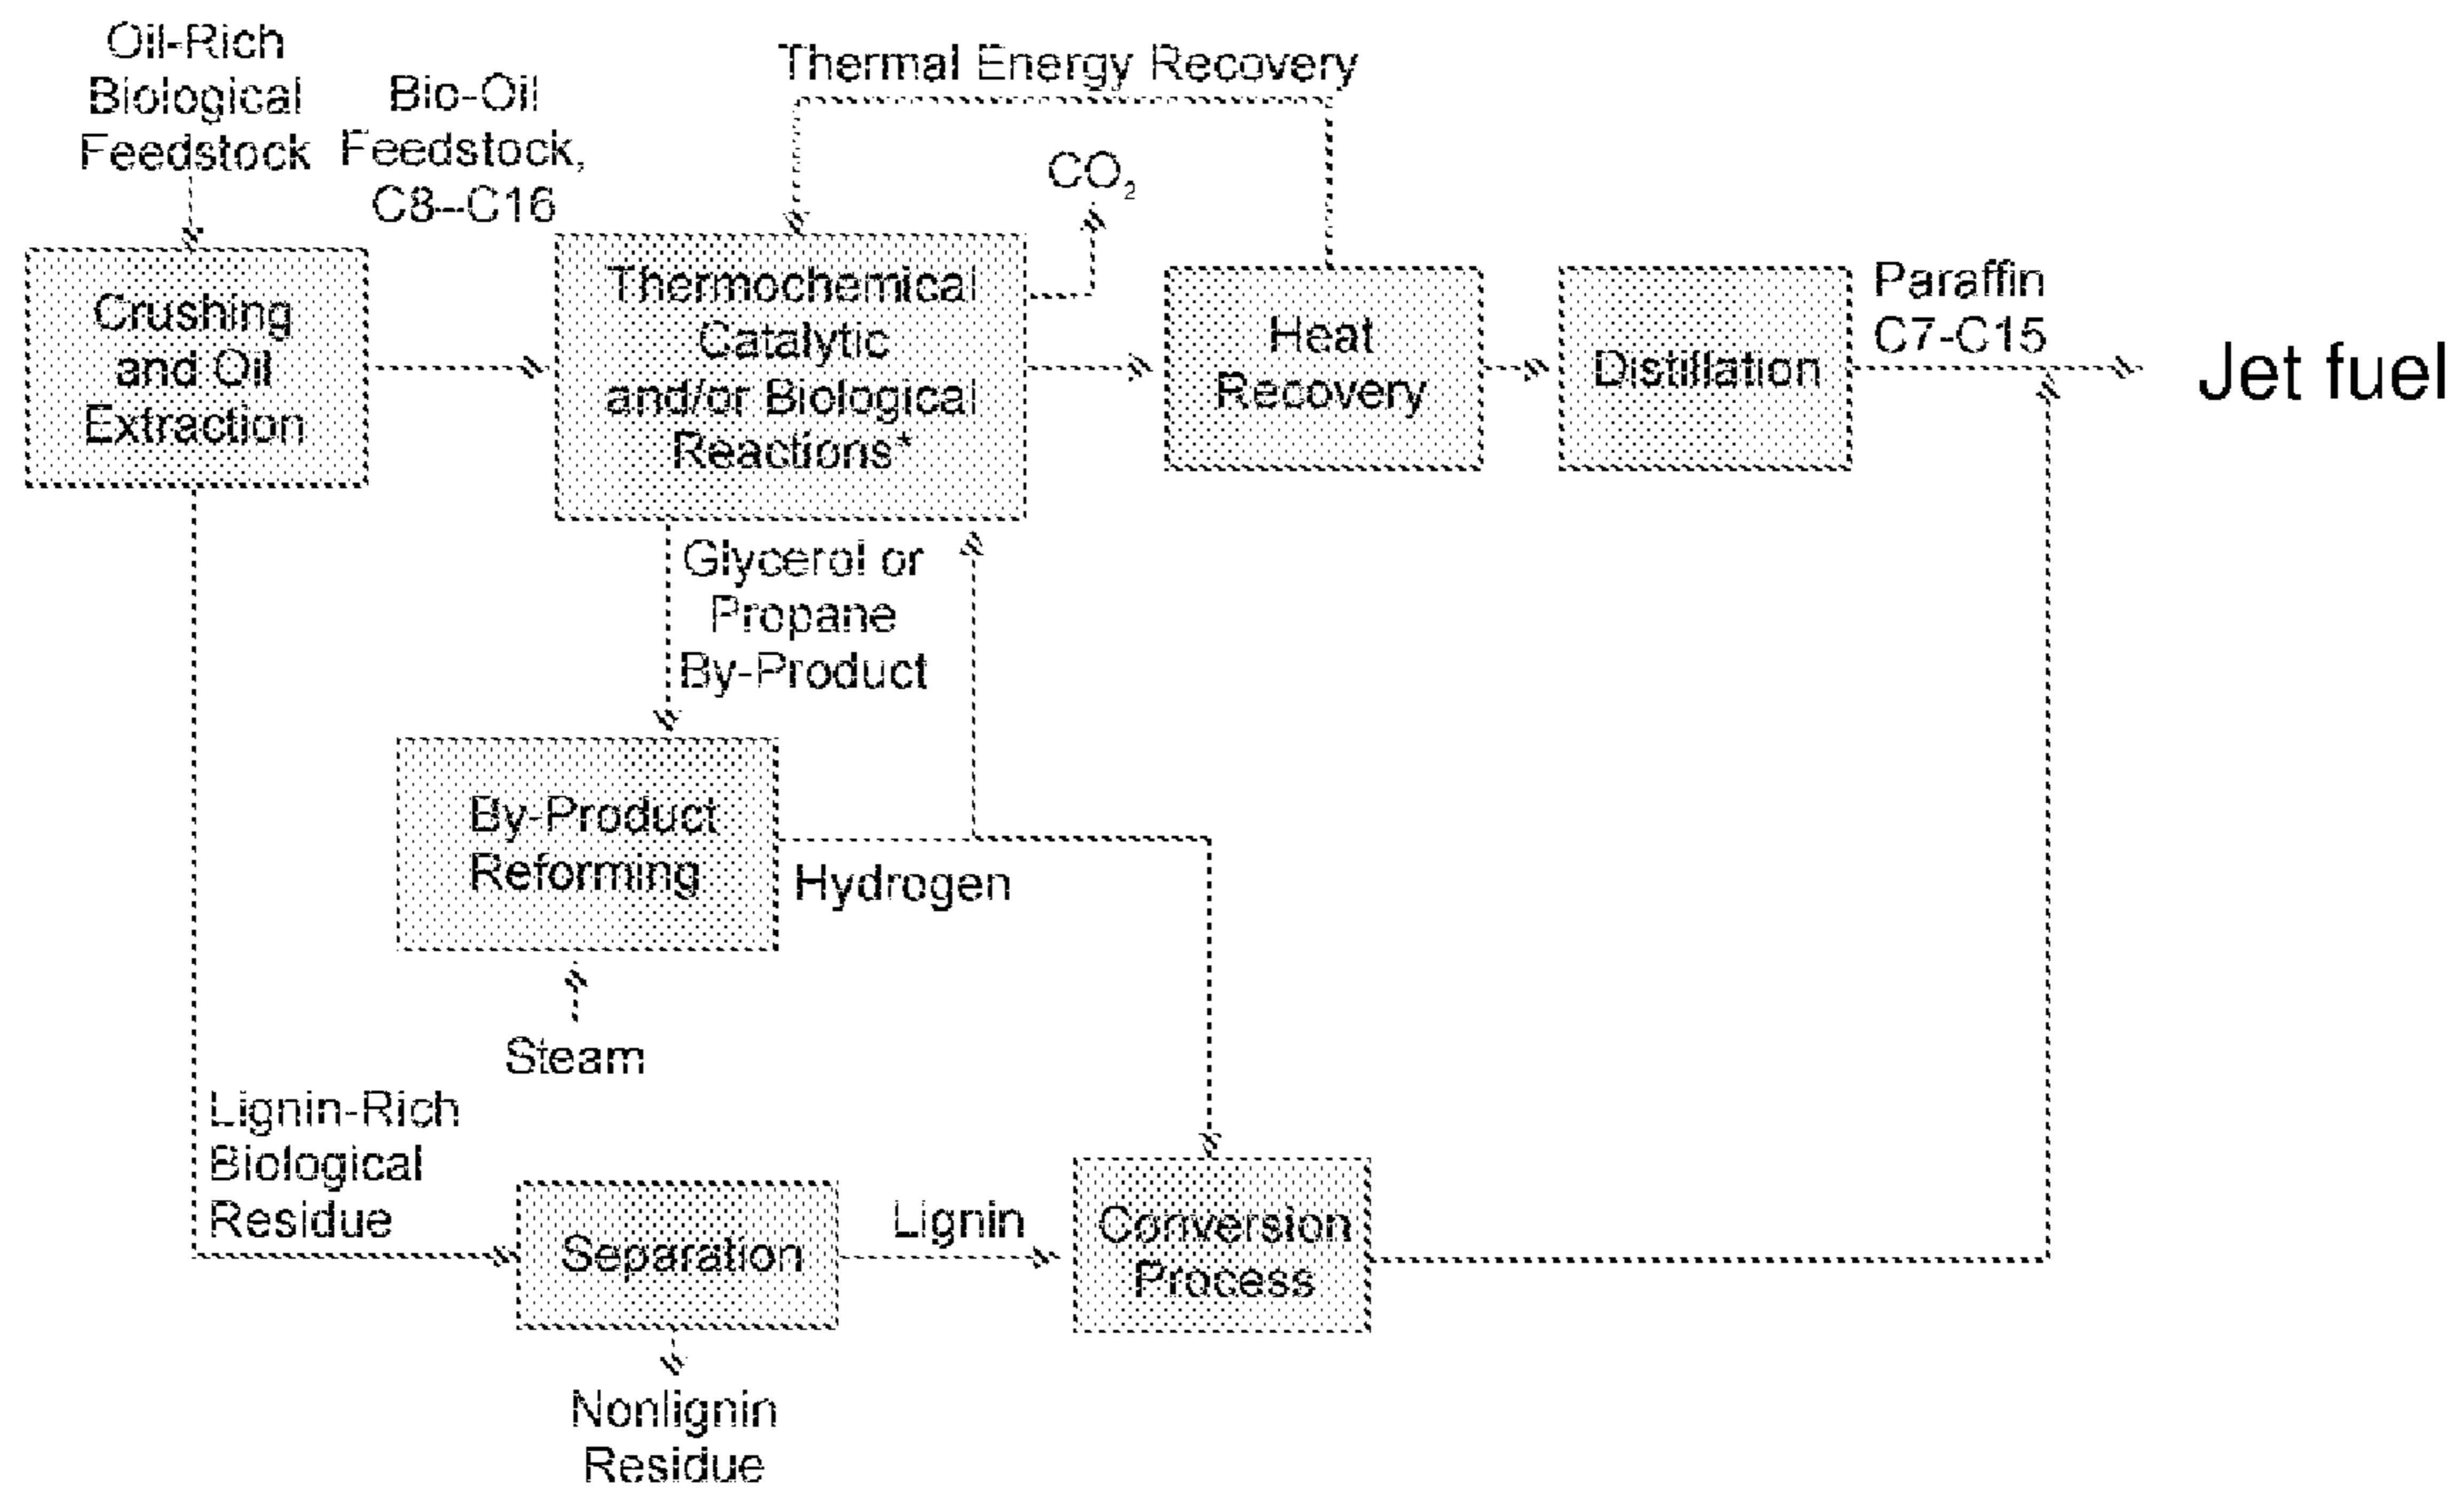 Oil-Rich
Biological
Feedstock
Bio-Oil
Feedstock,
C8--C16
Thermal Energy Recovery
CO₂
Crushing
and Oil
Extraction
Thermochemical
Catalytic
and/or Biological
Reactions*
Heat
Recovery
Distillation
Paraffin
C7-C15
Jet fuel
Glycerol or
Propane
By-Product
By-Product
Reforming
Hydrogen
Steam
Lignin-Rich
Biological
Residue
Separation
Lignin
Conversion
Process
Nonlignin
Residue